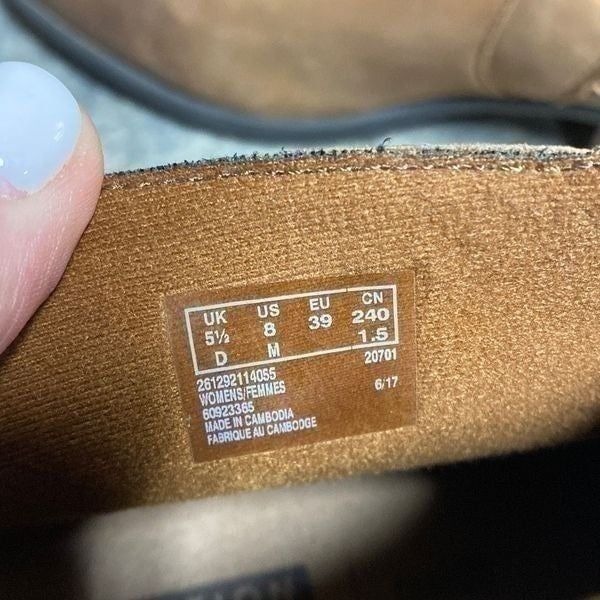 UK US EU CN
5½ 8 39 240
D M 1.5
20701
261292114055
WOMENS/FEMMES 6/17
60923365
MADE IN CAMBODIA
FABRIQUE AU CAMBODGE